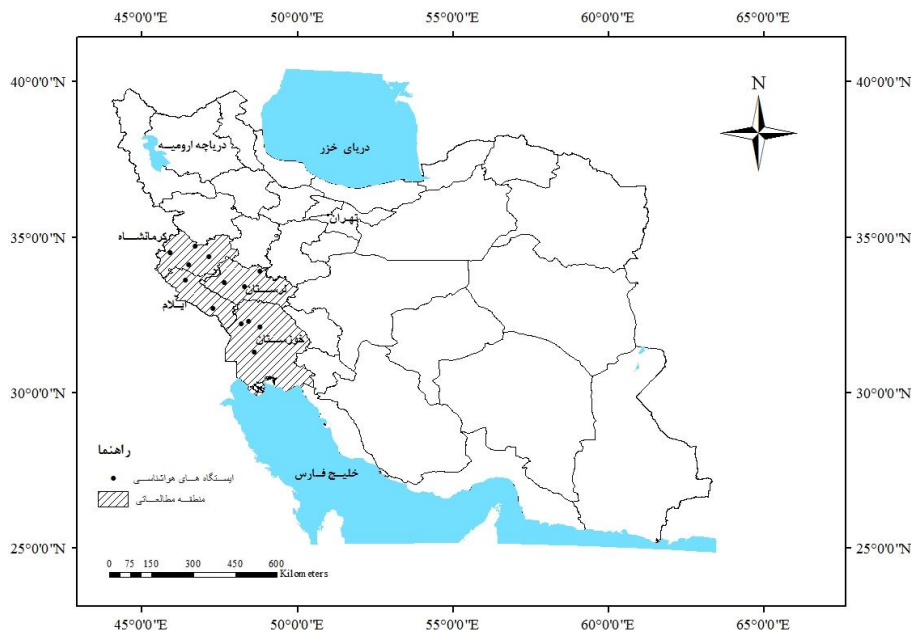 45°0'0"E 50°0'0"E 55°0'0"E 60°0'0"E 65°0'0"E
40°0'0"N 40°0'0"N
N
دریاچه ارومیه
دریای خزر
تهران
35°0'0"N 35°0'0"N
کرمانشاه
لرستان
ایلام
خوزستان
30°0'0"N 30°0'0"N
خلیج فارس
راهنما
ایستگاه های هواشناسی
منطقه مطالعاتی
25°0'0"N 25°0'0"N
0 75 150 300 450 600
Kilometers
45°0'0"E 50°0'0"E 55°0'0"E 60°0'0"E 65°0'0"E